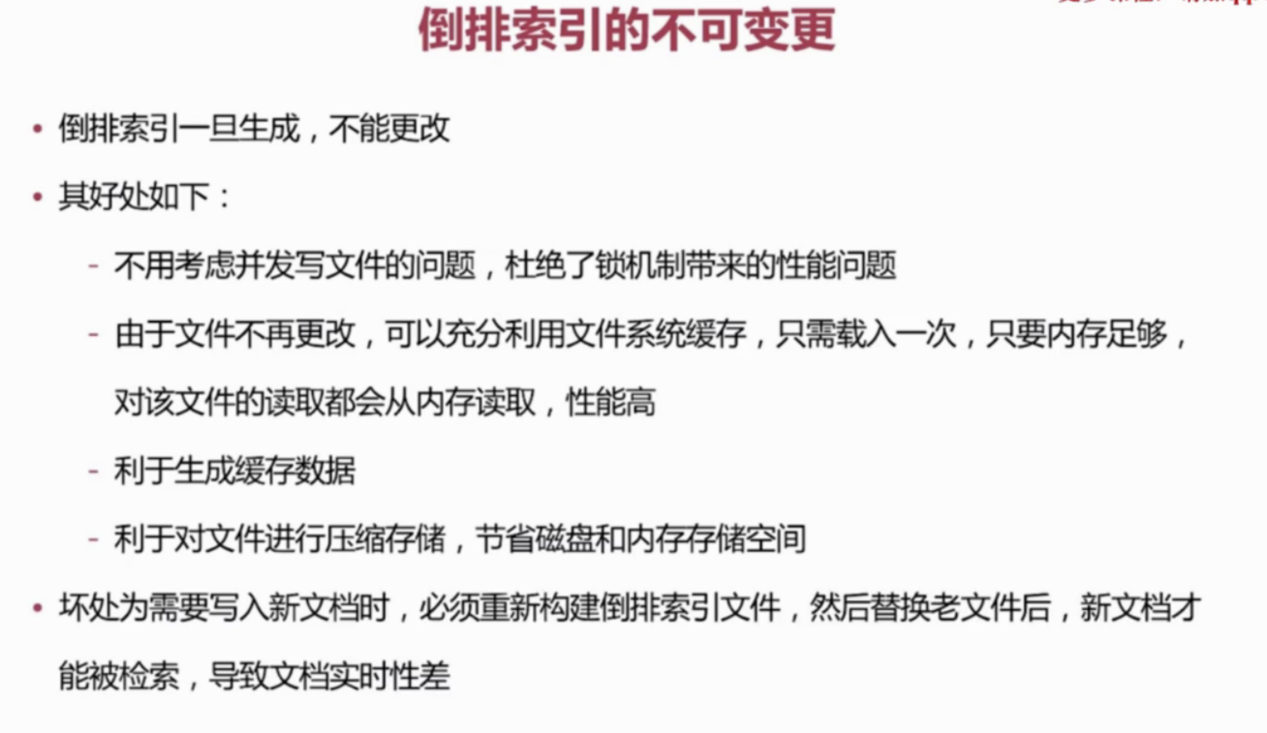 倒排索引的不可变更
• 倒排索引一旦生成，不能更改
• 其好处如下：
- 不用考虑并发写文件的问题，杜绝了锁机制带来的性能问题
- 由于文件不再更改，可以充分利用文件系统缓存，只需载入一次，只要内存足够，
对该文件的读取都会从内存读取，性能高
- 利于生成缓存数据
- 利于对文件进行压缩存储，节省磁盘和内存存储空间
• 坏处为需要写入新文档时，必须重新构建倒排索引文件，然后替换老文件后，新文档才
能被检索，导致文档实时性差